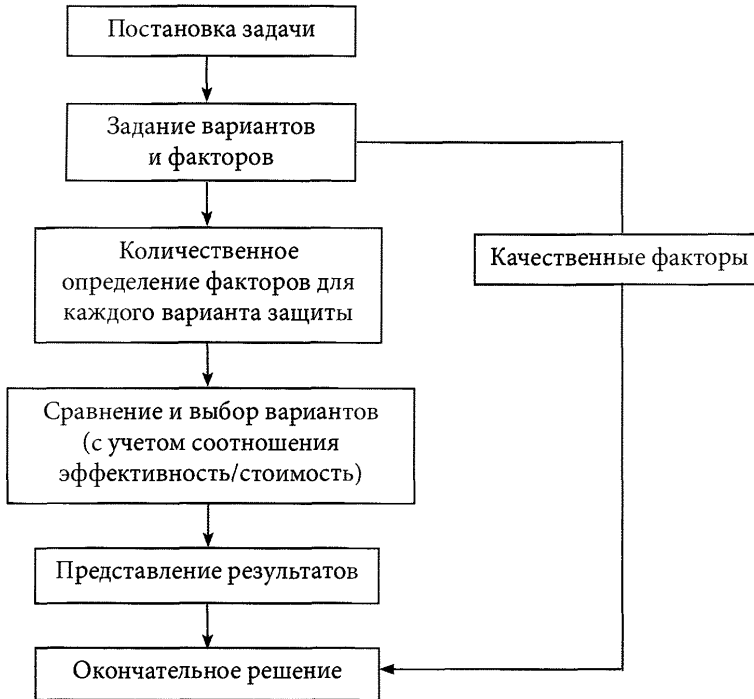 Постановка задачи
Задание вариантов
и факторов
Количественное
определение факторов для
каждого варианта защиты
Качественные факторы
Сравнение и выбор вариантов
(с учетом соотношения
эффективность/стоимость)
Представление результатов
Окончательное решение